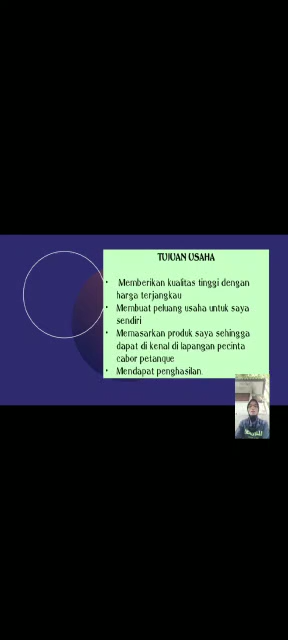 TUJUAN USAHA
• Memberikan kualitas tinggi dengan
harga terjangkau
• Membuat peluang usaha untuk saya
sendiri
• Memasarkan produk saya sehingga
dapat di kenal di lapangan pecinta
cabor petanque
• Mendapat penghasilan